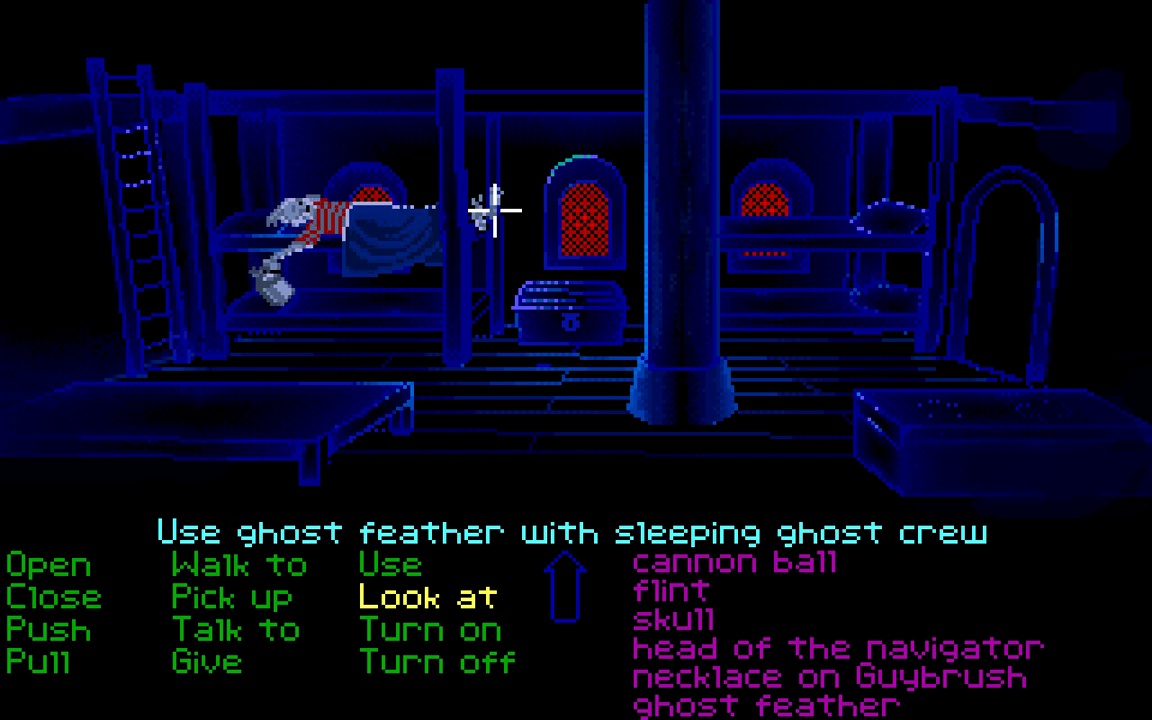 Use ghost feather with sleeping ghost crew
Open Walk to Use cannon ball
Close Pick up Look at flint
Push Talk to Turn on skull
Pull Give Turn off head of the navigator
necklace on Guybrush
ghost feather